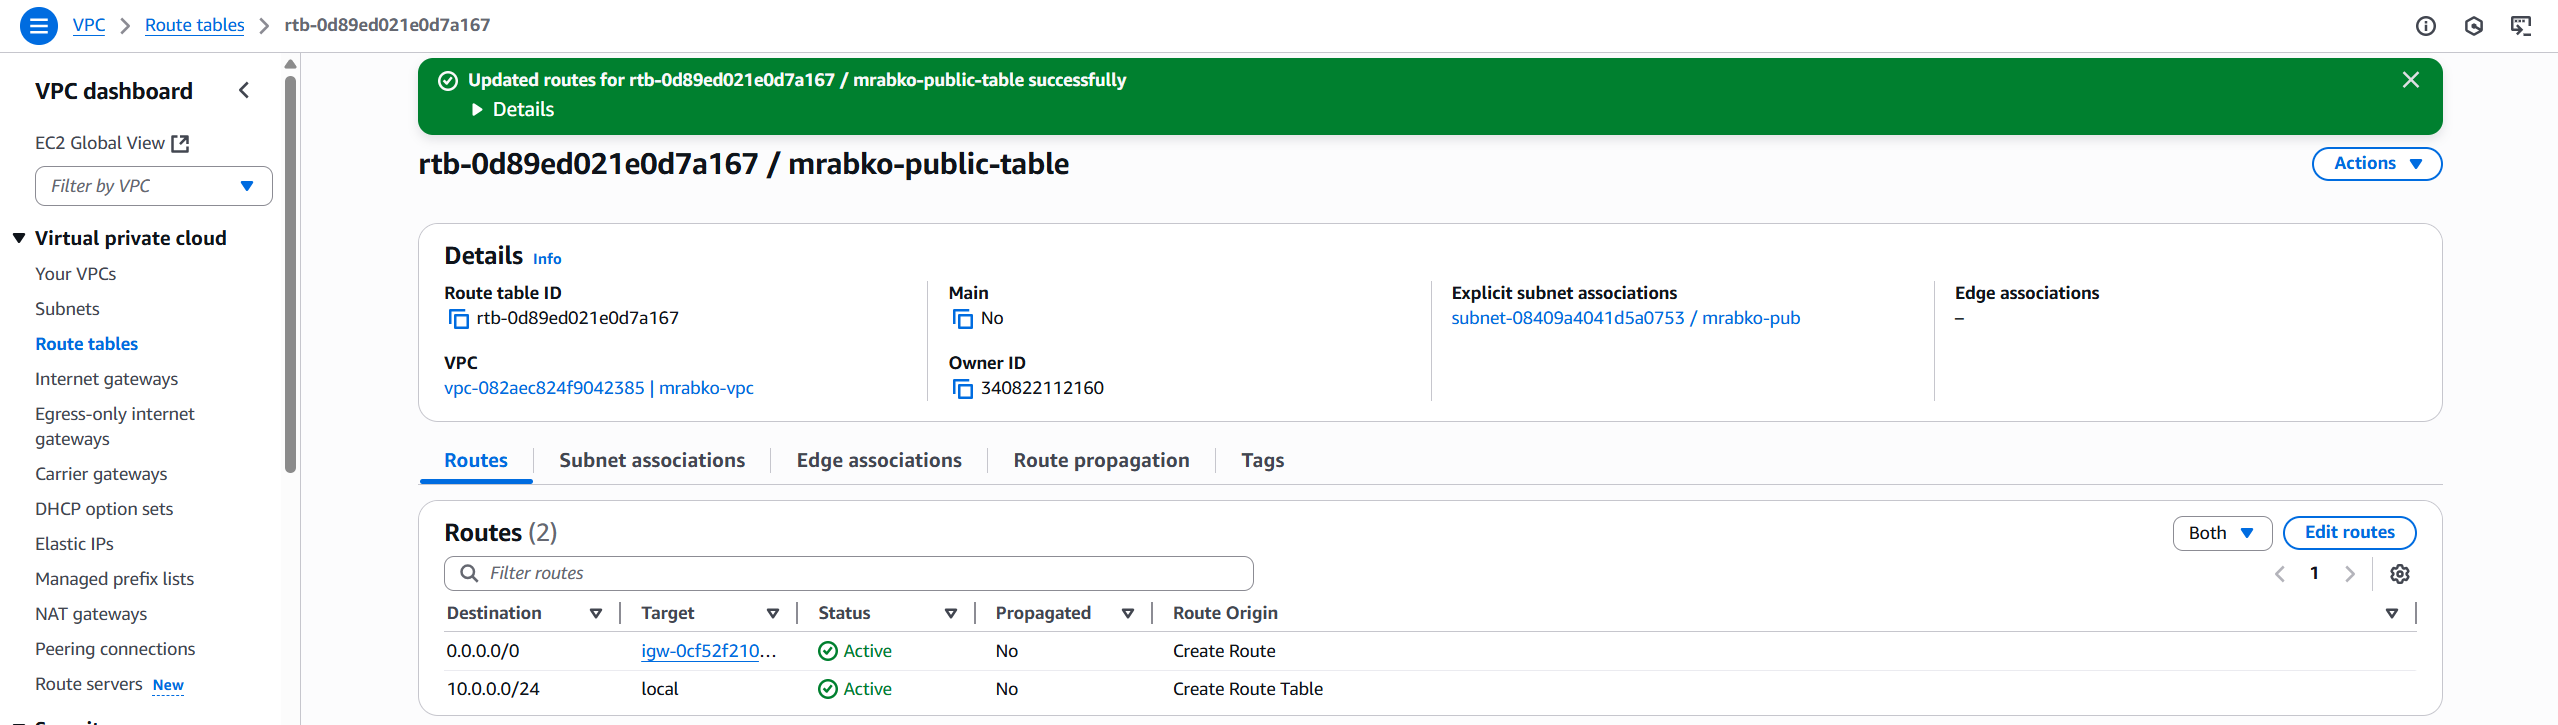 VPC > Route tables > rtb-0d89ed021e0d7a167
VPC dashboard
EC2 Global View
Filter by VPC
Virtual private cloud
Your VPCs
Subnets
Route tables
Internet gateways
Egress-only internet
gateways
Carrier gateways
DHCP option sets
Elastic IPs
Managed prefix lists
NAT gateways
Peering connections
Route servers New
Updated routes for rtb-0d89ed021e0d7a167 / mrabko-public-table successfully
Details
rtb-0d89ed021e0d7a167 / mrabko-public-table
Actions
Details Info
Route table ID
rtb-0d89ed021e0d7a167
Main
No
Explicit subnet associations
subnet-08409a4041d5a0753 / mrabko-pub
Edge associations
–
VPC
vpc-082aec824f9042385 | mrabko-vpc
Owner ID
340822112160
Routes Subnet associations Edge associations Route propagation Tags
Routes (2)
Both Edit routes
Filter routes
1
Destination Target Status Propagated Route Origin
0.0.0.0/0 igw-0cf52f210... Active No Create Route
10.0.0.0/24 local Active No Create Route Table